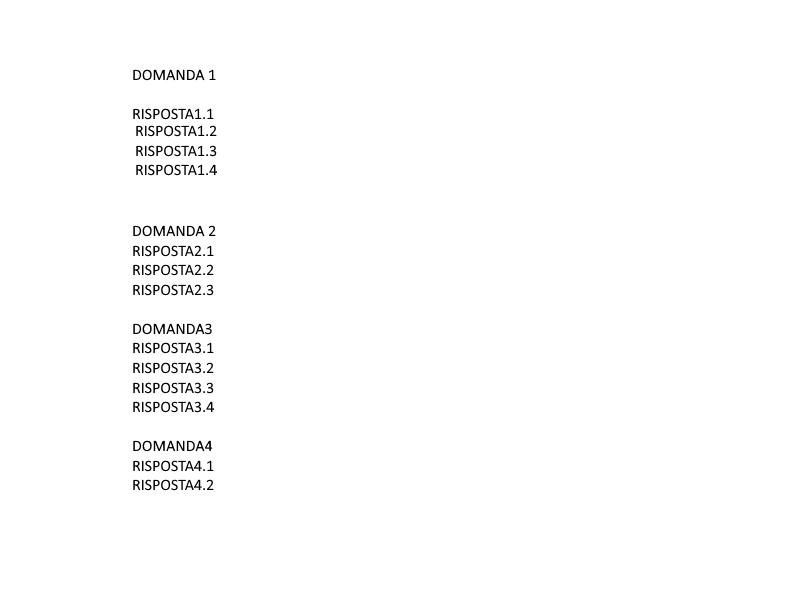 DOMANDA 1
RISPOSTA1.1
RISPOSTA1.2
RISPOSTA1.3
RISPOSTA1.4
DOMANDA 2
RISPOSTA2.1
RISPOSTA2.2
RISPOSTA2.3
DOMANDA3
RISPOSTA3.1
RISPOSTA3.2
RISPOSTA3.3
RISPOSTA3.4
DOMANDA4
RISPOSTA4.1
RISPOSTA4.2